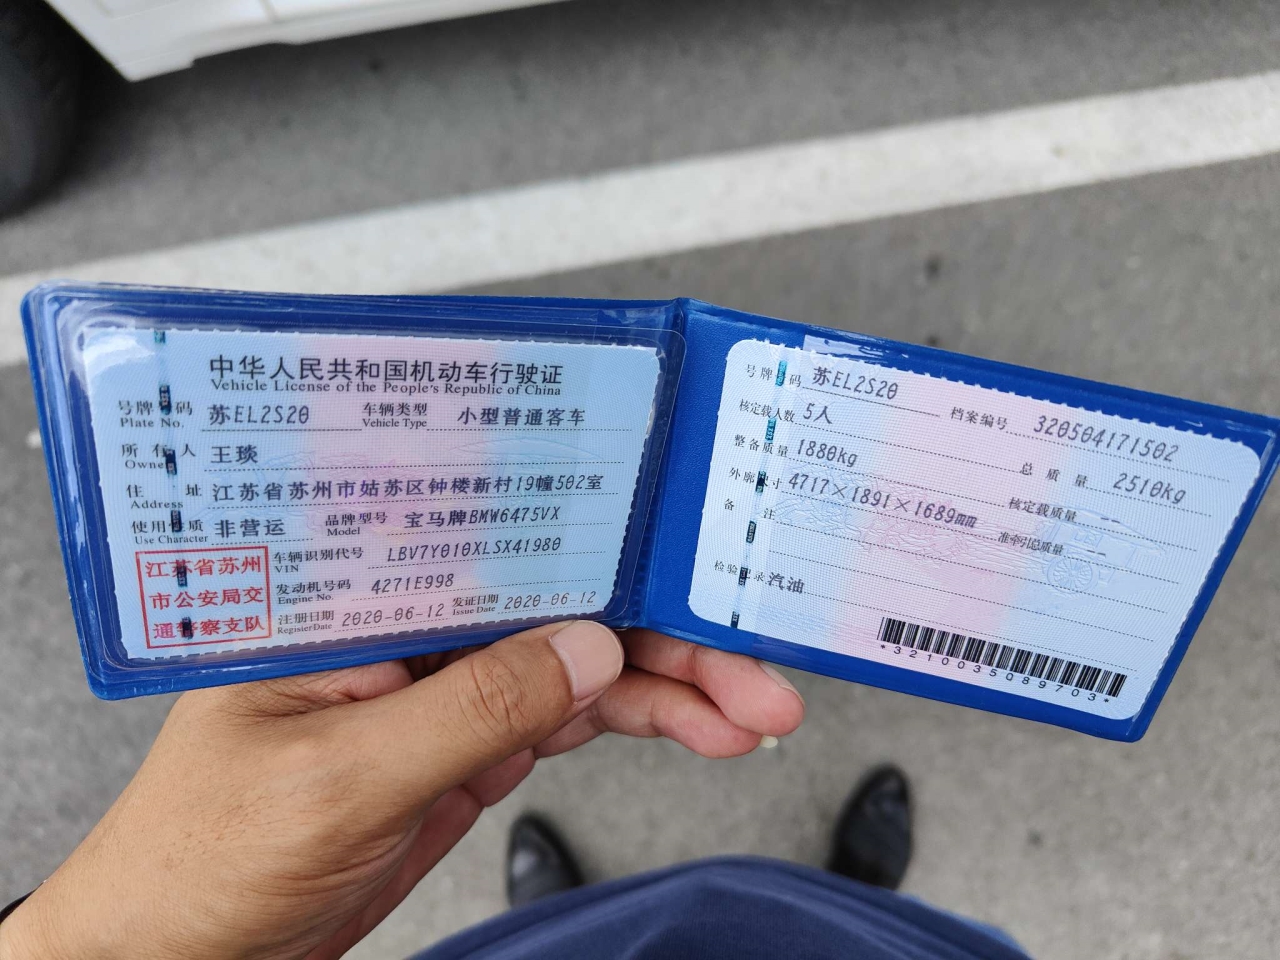 中华人民共和国机动车行驶证
Vehicle License of the People's Republic of China
号牌号码 苏EL2S20 车辆类型 小型普通客车
Plate No. Vehicle Type
所有人 王琰
Owner
住址 江苏省苏州市姑苏区钟楼新村19幢502室
Address
使用性质 非营运 品牌型号 宝马牌BMW6475VX
Use Character Model
江苏省苏州
市公安局交
通警察支队
车辆识别代号 LBV7Y010XLSX41980
VIN
发动机号码 4271E998
Engine No.
注册日期 2020-06-12 发证日期 2020-06-12
Register Date Issue Date
号牌号码 苏EL2S20 档案编号 320504171502
核定载人数 5人 总质量 2510kg
整备质量 1880kg 核定载质量 --
外廓尺寸 4717×1891×1689mm 准牵引总质量 --
备注
检验记录 汽油
*3210035089703*